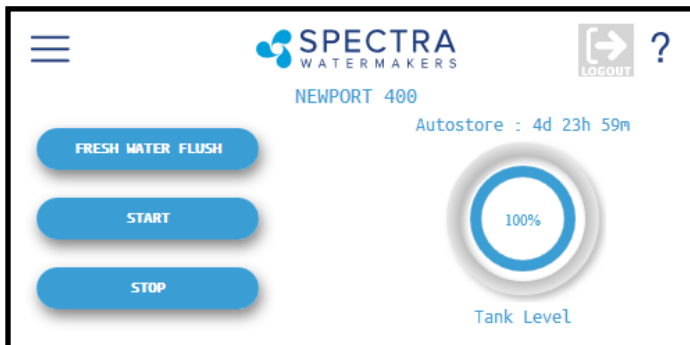 SPECTRA
WATERMAKERS
LOGOUT
?
NEWPORT 400
Autostore : 4d 23h 59m
FRESH WATER FLUSH
START
100%
STOP
Tank Level